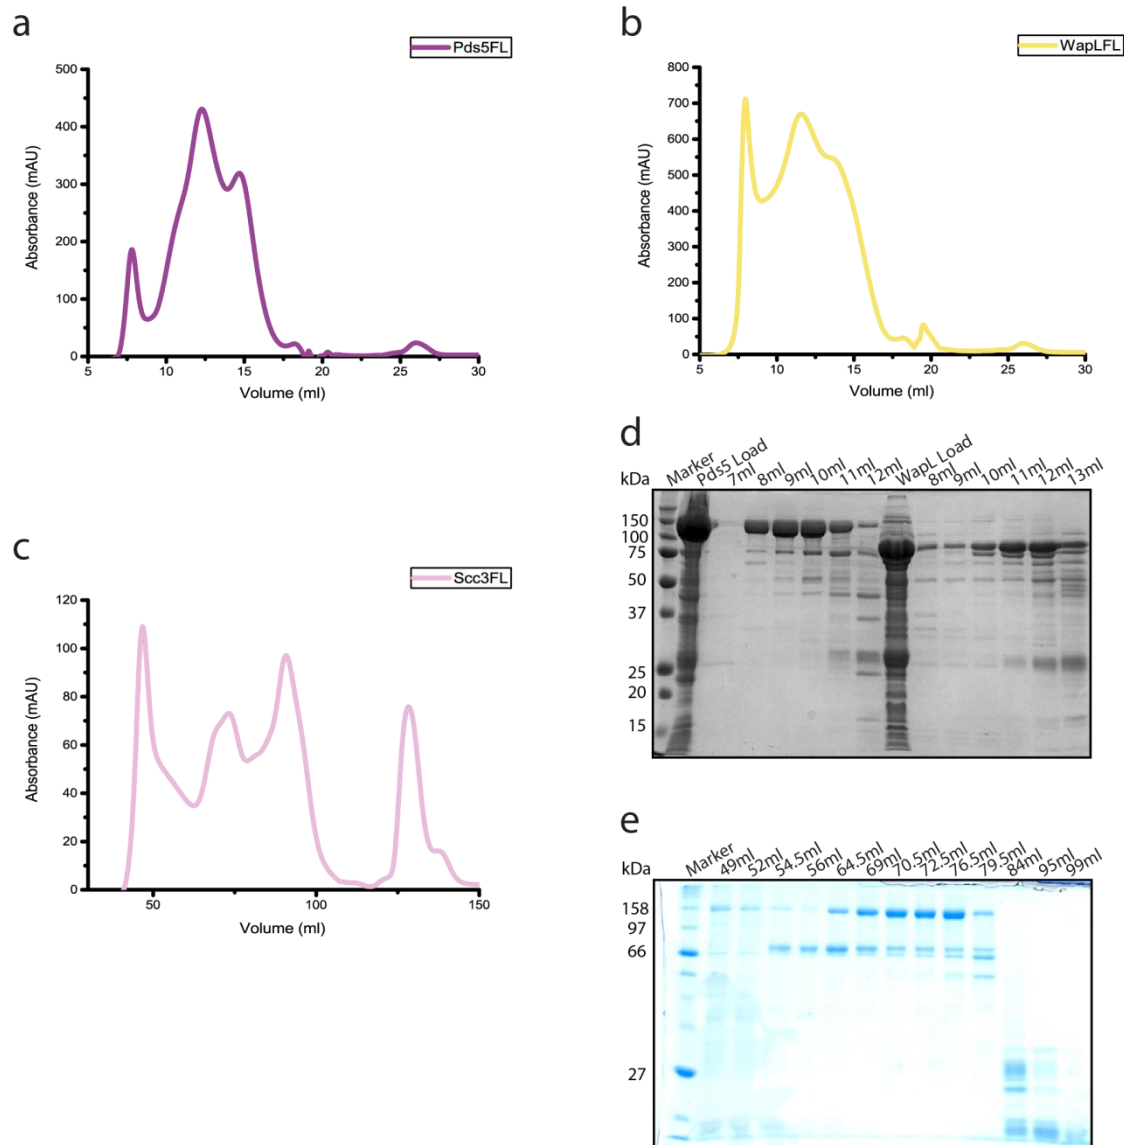 a
Pds5FL
500
400
300
200
100
0
5 10 15 20 25 30
Absorbance (mAU)
Volume (ml)
b
WapLFL
800
700
600
500
400
300
200
100
0
5 10 15 20 25 30
Absorbance (mAU)
Volume (ml)
c
Scc3FL
120
100
80
60
40
20
0
50 100 150
Absorbance (mAU)
Volume (ml)
d
kDa Marker Pds5 Load 7ml 8ml 9ml 10ml 11ml 12ml WapL Load 8ml 9ml 10ml 11ml 12ml 13ml
150
100
75
50
37
25
20
15
e
kDa Marker 49ml 52ml 54.5ml 56ml 64.5ml 69ml 70.5ml 72.5ml 76.5ml 79.5ml 84ml 95ml 99ml
158
97
66
27